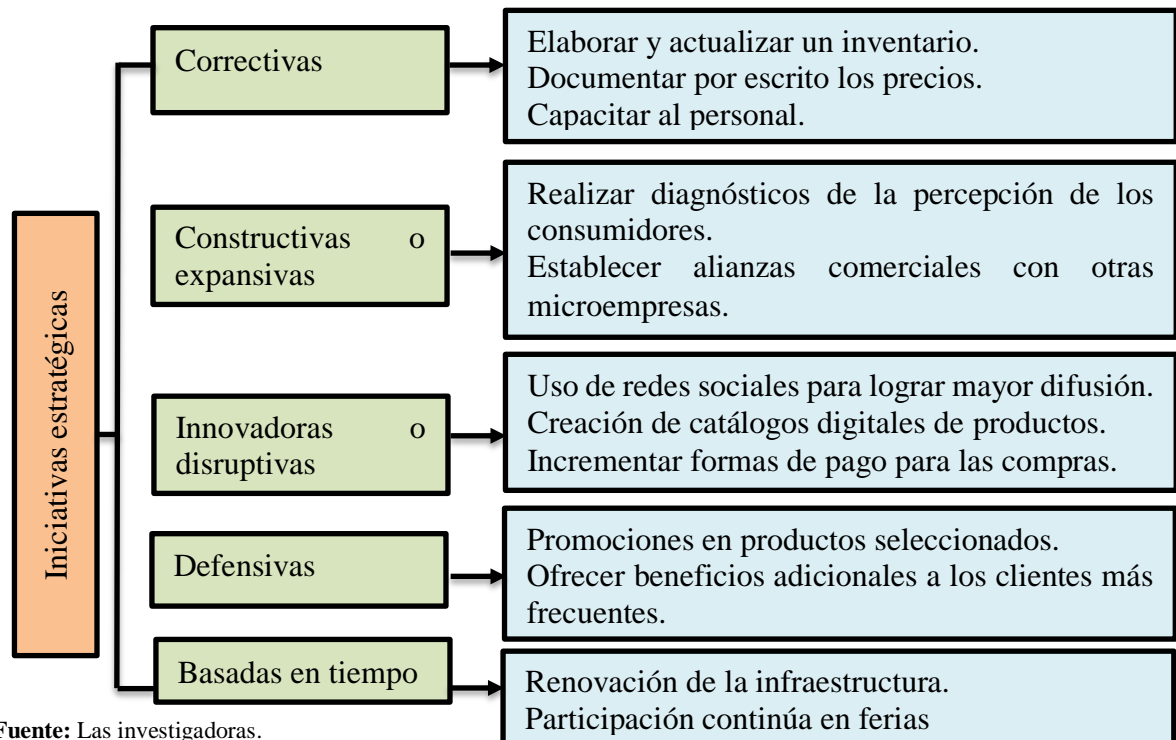 Iniciativas estratégicas
Correctivas
Elaborar y actualizar un inventario.
Documentar por escrito los precios.
Capacitar al personal.
Constructivas o
expansivas
Realizar diagnósticos de la percepción de los
consumidores.
Establecer alianzas comerciales con otras
microempresas.
Innovadoras o
disruptivas
Uso de redes sociales para lograr mayor difusión.
Creación de catálogos digitales de productos.
Incrementar formas de pago para las compras.
Defensivas
Promociones en productos seleccionados.
Ofrecer beneficios adicionales a los clientes más
frecuentes.
Basadas en tiempo
Renovación de la infraestructura.
Participación continúa en ferias
Fuente: Las investigadoras.